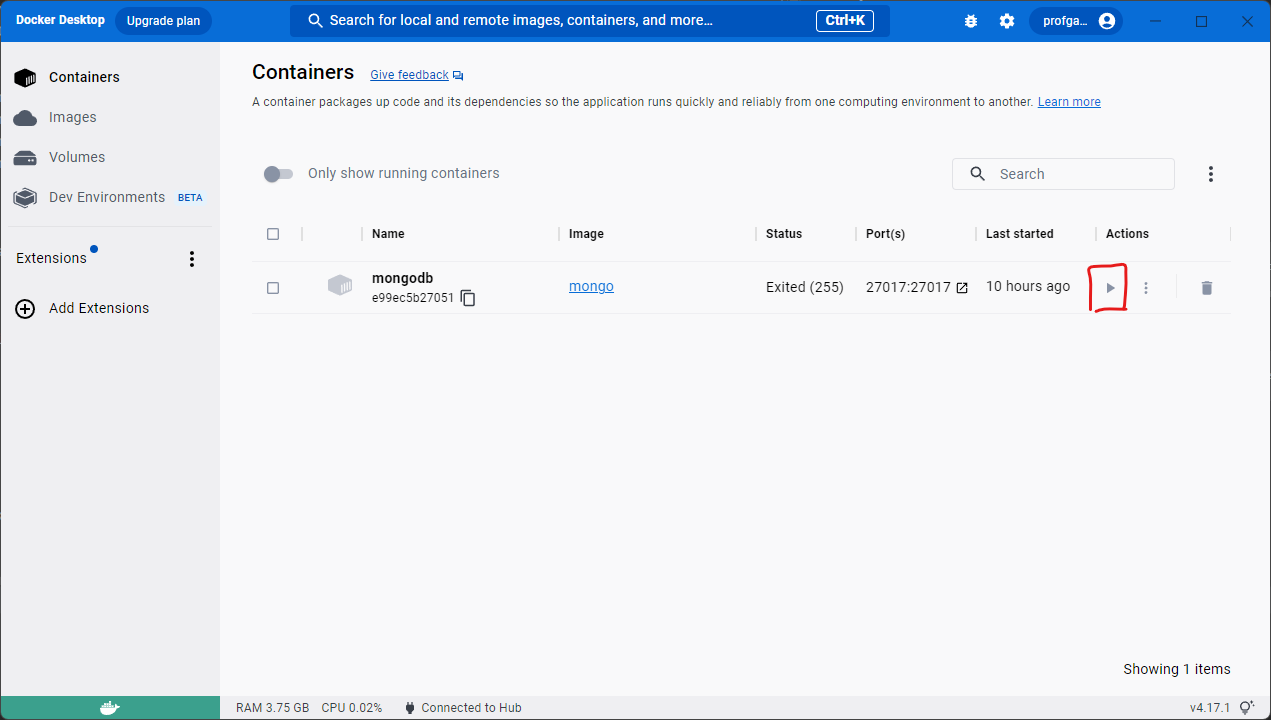 Docker Desktop Upgrade plan Search for local and remote images, containers, and more... Ctrl+K profga...
Containers
Images
Volumes
Dev Environments BETA
Extensions
Add Extensions
Containers Give feedback
A container packages up code and its dependencies so the application runs quickly and reliably from one computing environment to another. Learn more
Only show running containers Search
Name Image Status Port(s) Last started Actions
mongodb
e99ec5b27051 mongo Exited (255) 27017:27017 10 hours ago
Showing 1 items
RAM 3.75 GB CPU 0.02% Connected to Hub v4.17.1